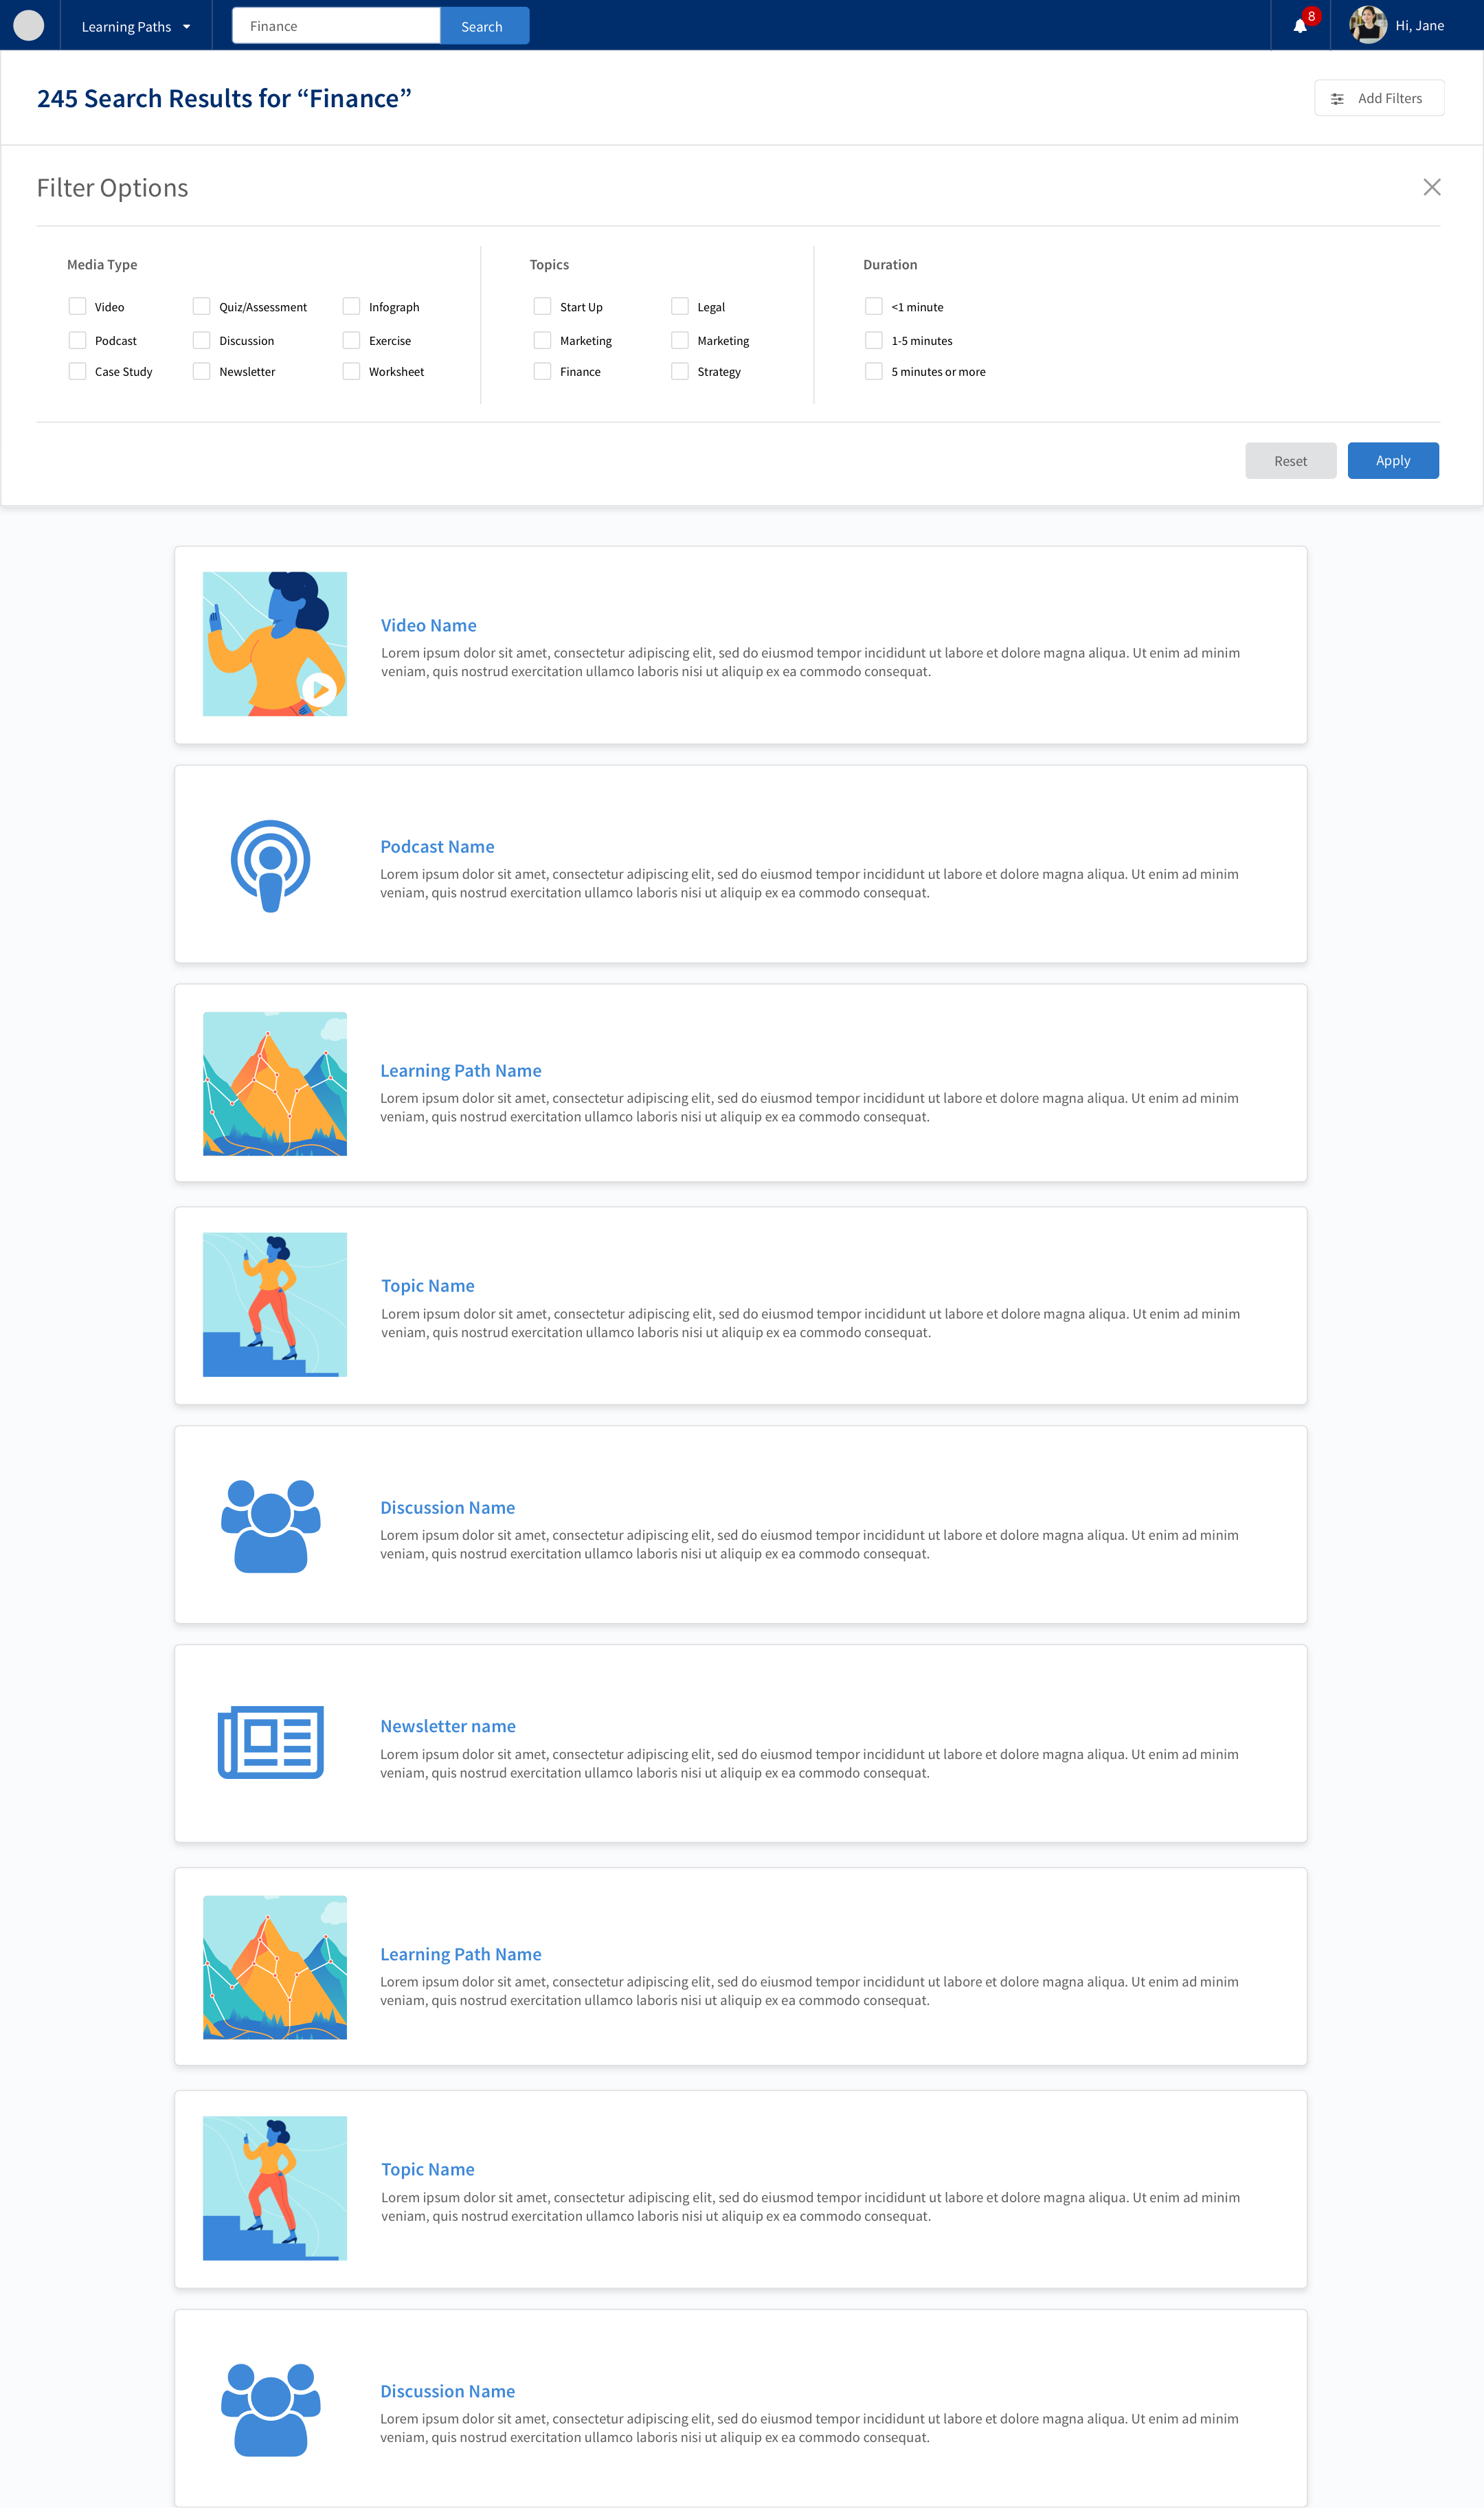 Learning Paths
Finance
Search
8
Hi, Jane
245 Search Results for “Finance”
Add Filters
Filter Options
Media Type
Video
Quiz/Assessment
Infograph
Podcast
Discussion
Exercise
Case Study
Newsletter
Worksheet
Topics
Start Up
Legal
Marketing
Marketing
Finance
Strategy
Duration
<1 minute
1-5 minutes
5 minutes or more
Reset
Apply
Video Name
Lorem ipsum dolor sit amet, consectetur adipiscing elit, sed do eiusmod tempor incididunt ut labore et dolore magna aliqua. Ut enim ad minim
veniam, quis nostrud exercitation ullamco laboris nisi ut aliquip ex ea commodo consequat.
Podcast Name
Lorem ipsum dolor sit amet, consectetur adipiscing elit, sed do eiusmod tempor incididunt ut labore et dolore magna aliqua. Ut enim ad minim
veniam, quis nostrud exercitation ullamco laboris nisi ut aliquip ex ea commodo consequat.
Learning Path Name
Lorem ipsum dolor sit amet, consectetur adipiscing elit, sed do eiusmod tempor incididunt ut labore et dolore magna aliqua. Ut enim ad minim
veniam, quis nostrud exercitation ullamco laboris nisi ut aliquip ex ea commodo consequat.
Topic Name
Lorem ipsum dolor sit amet, consectetur adipiscing elit, sed do eiusmod tempor incididunt ut labore et dolore magna aliqua. Ut enim ad minim
veniam, quis nostrud exercitation ullamco laboris nisi ut aliquip ex ea commodo consequat.
Discussion Name
Lorem ipsum dolor sit amet, consectetur adipiscing elit, sed do eiusmod tempor incididunt ut labore et dolore magna aliqua. Ut enim ad minim
veniam, quis nostrud exercitation ullamco laboris nisi ut aliquip ex ea commodo consequat.
Newsletter name
Lorem ipsum dolor sit amet, consectetur adipiscing elit, sed do eiusmod tempor incididunt ut labore et dolore magna aliqua. Ut enim ad minim
veniam, quis nostrud exercitation ullamco laboris nisi ut aliquip ex ea commodo consequat.
Learning Path Name
Lorem ipsum dolor sit amet, consectetur adipiscing elit, sed do eiusmod tempor incididunt ut labore et dolore magna aliqua. Ut enim ad minim
veniam, quis nostrud exercitation ullamco laboris nisi ut aliquip ex ea commodo consequat.
Topic Name
Lorem ipsum dolor sit amet, consectetur adipiscing elit, sed do eiusmod tempor incididunt ut labore et dolore magna aliqua. Ut enim ad minim
veniam, quis nostrud exercitation ullamco laboris nisi ut aliquip ex ea commodo consequat.
Discussion Name
Lorem ipsum dolor sit amet, consectetur adipiscing elit, sed do eiusmod tempor incididunt ut labore et dolore magna aliqua. Ut enim ad minim
veniam, quis nostrud exercitation ullamco laboris nisi ut aliquip ex ea commodo consequat.